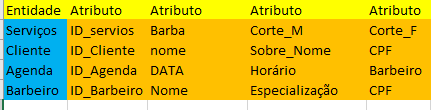 Entidade Atributo Atributo Atributo Atributo
Serviços ID_servios Barba Corte_M Corte_F
Cliente ID_Cliente nome Sobre_Nome CPF
Agenda ID_Agenda DATA Horário Barbeiro
Barbeiro ID_Barbeiro Nome Especialização CPF